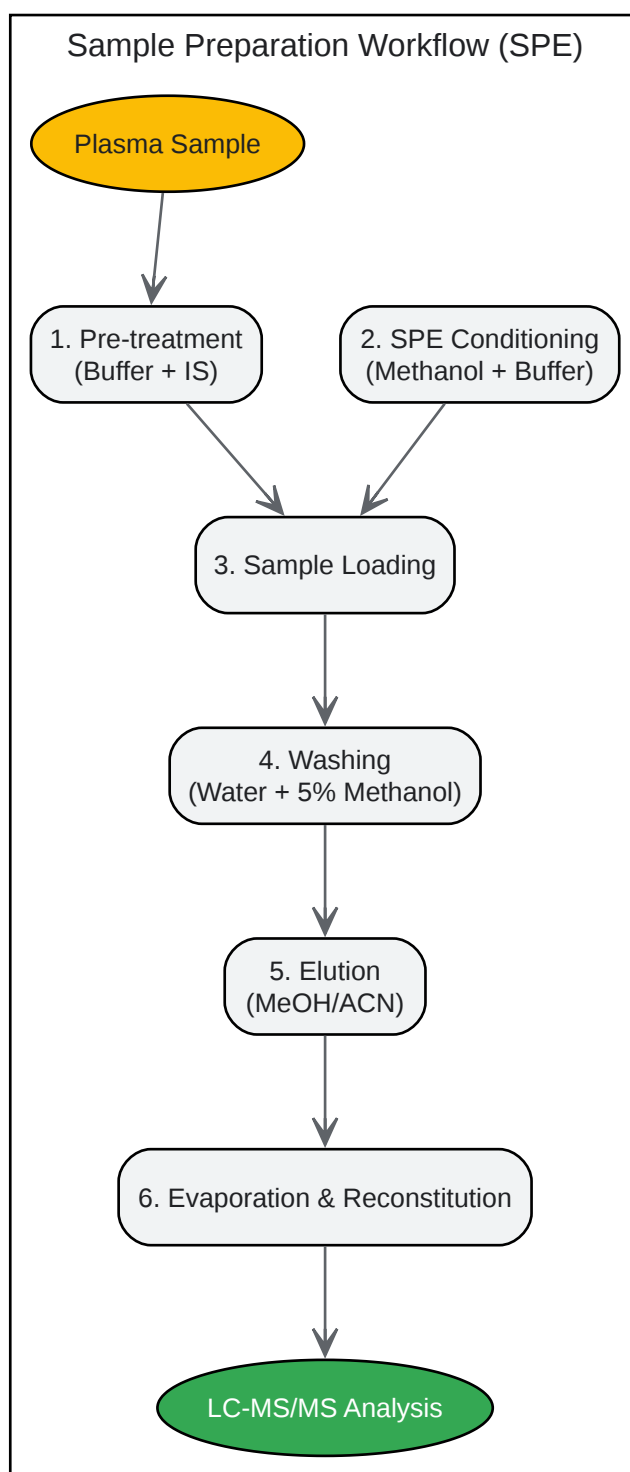 Sample Preparation Workflow (SPE)
Plasma Sample
1. Pre-treatment
(Buffer + IS)
2. SPE Conditioning
(Methanol + Buffer)
3. Sample Loading
4. Washing
(Water + 5% Methanol)
5. Elution
(MeOH/ACN)
6. Evaporation & Reconstitution
LC-MS/MS Analysis